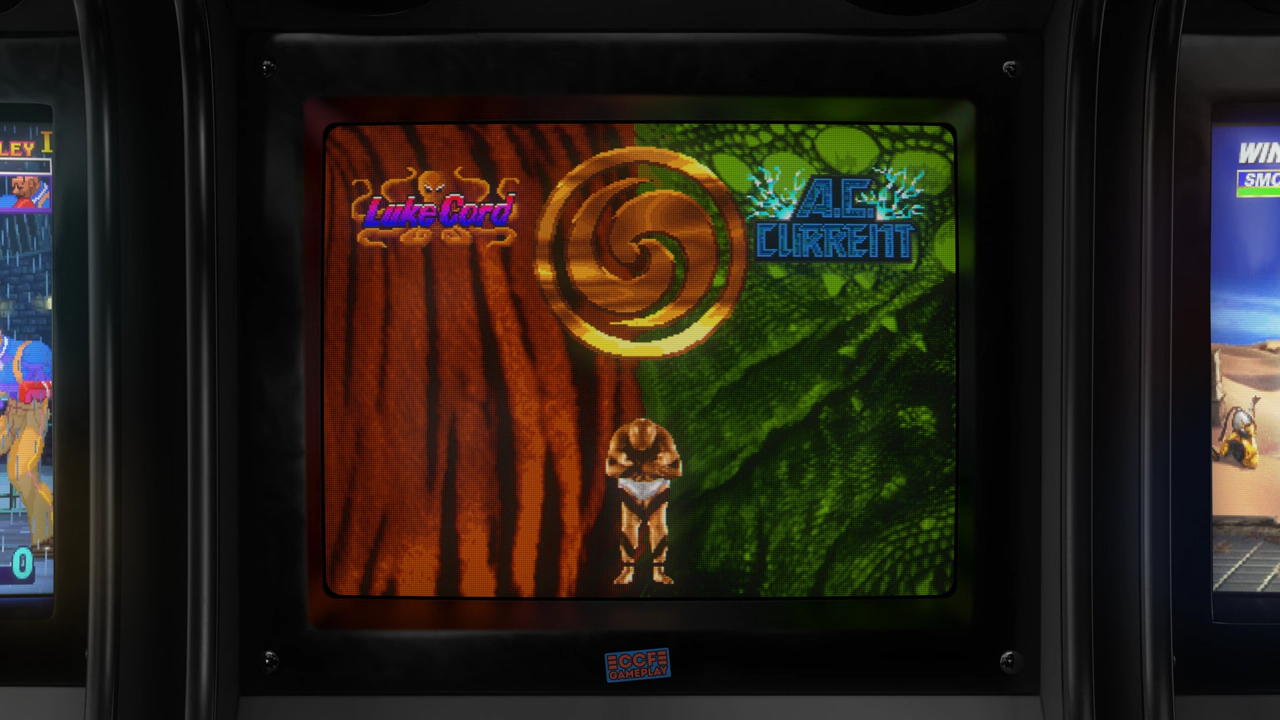 LEY I
Luke Cord
A.C.
CURRENT
WIN
SMO
0
CCF
GAMEPLAY